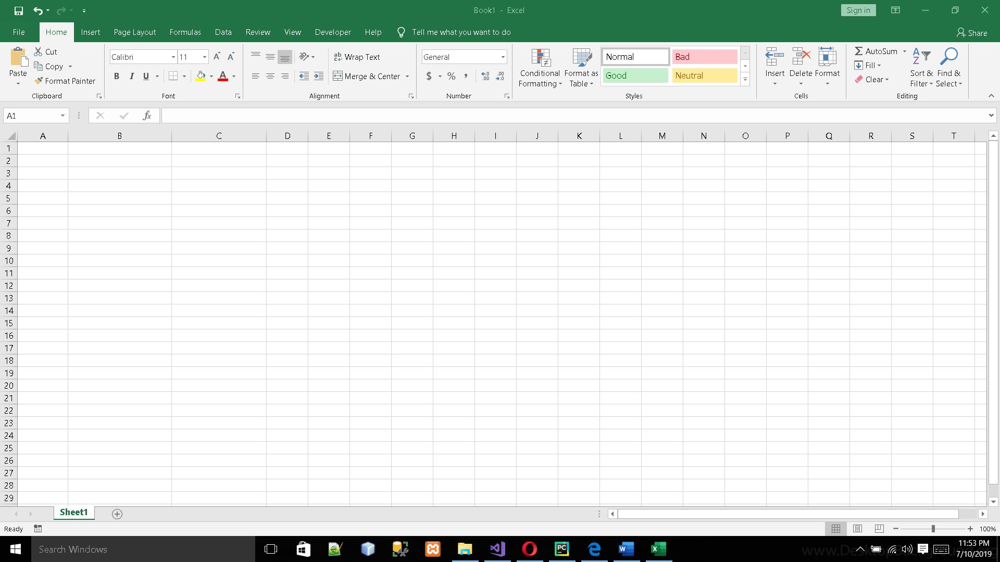 Book1 - Excel
Sign in
File Home Insert Page Layout Formulas Data Review View Developer Help Tell me what you want to do
Share
Paste
Cut
Copy
Format Painter
Clipboard
Calibri 11
B I U
Font
ab Wrap Text
Merge & Center
Alignment
General
$ % ,
Number
Conditional Formatting
Format as Table
Normal Bad
Good Neutral
Styles
Insert Delete Format
Cells
AutoSum
Fill
Clear
Sort & Filter
Find & Select
Editing
A1
fx
A B C D E F G H I J K L M N O P Q R S T
1
2
3
4
5
6
7
8
9
10
11
12
13
14
15
16
17
18
19
20
21
22
23
24
25
26
27
28
29
Sheet1
Ready
100%
Search Windows
PC
11:53 PM
7/10/2019